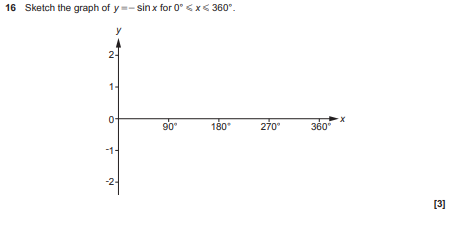 16 Sketch the graph of y = – sin x for 0° ⩽ x ⩽ 360°.
y
2
1
0
x
90° 180° 270° 360°
-1
-2
[3]